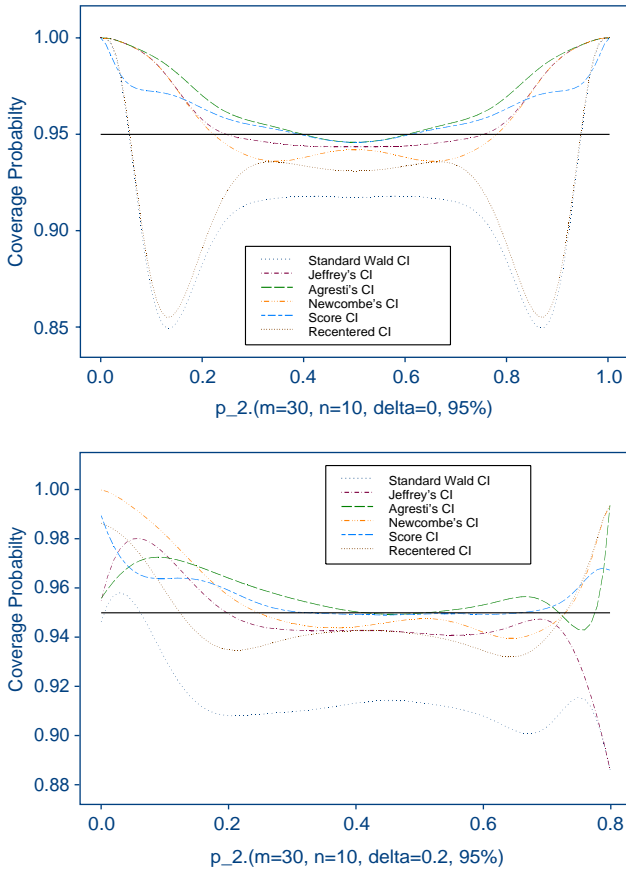 1.00
0.95
0.90
0.85
Coverage Probabilty
Standard Wald CI
Jeffrey's CI
Agresti's CI
Newcombe's CI
Score CI
Recentered CI
0.0 0.2 0.4 0.6 0.8 1.0
p_2.(m=30, n=10, delta=0, 95%)
1.00
0.98
0.96
0.94
0.92
0.90
0.88
Coverage Probabilty
Standard Wald CI
Jeffrey's CI
Agresti's CI
Newcombe's CI
Score CI
Recentered CI
0.0 0.2 0.4 0.6 0.8
p_2.(m=30, n=10, delta=0.2, 95%)